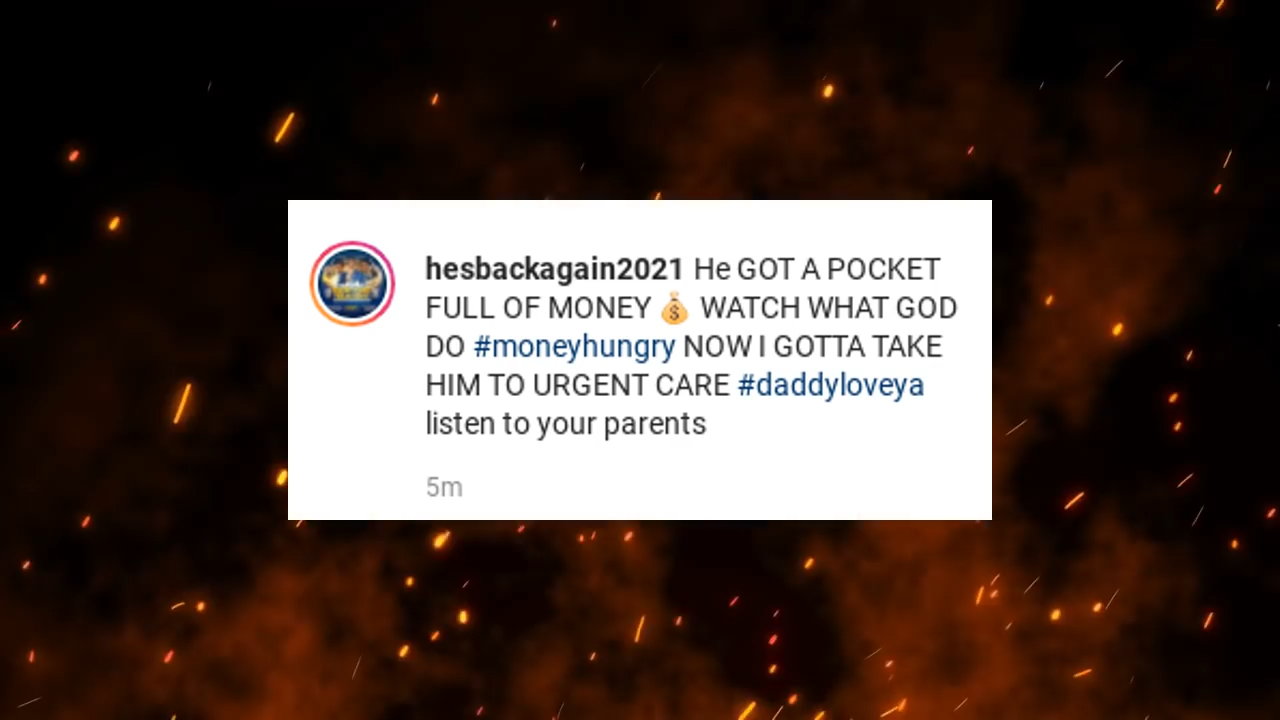 hesbackagain2021 He GOT A POCKET
FULL OF MONEY 💰 WATCH WHAT GOD
DO #moneyhungry NOW I GOTTA TAKE
HIM TO URGENT CARE #daddyloveya
listen to your parents
5m